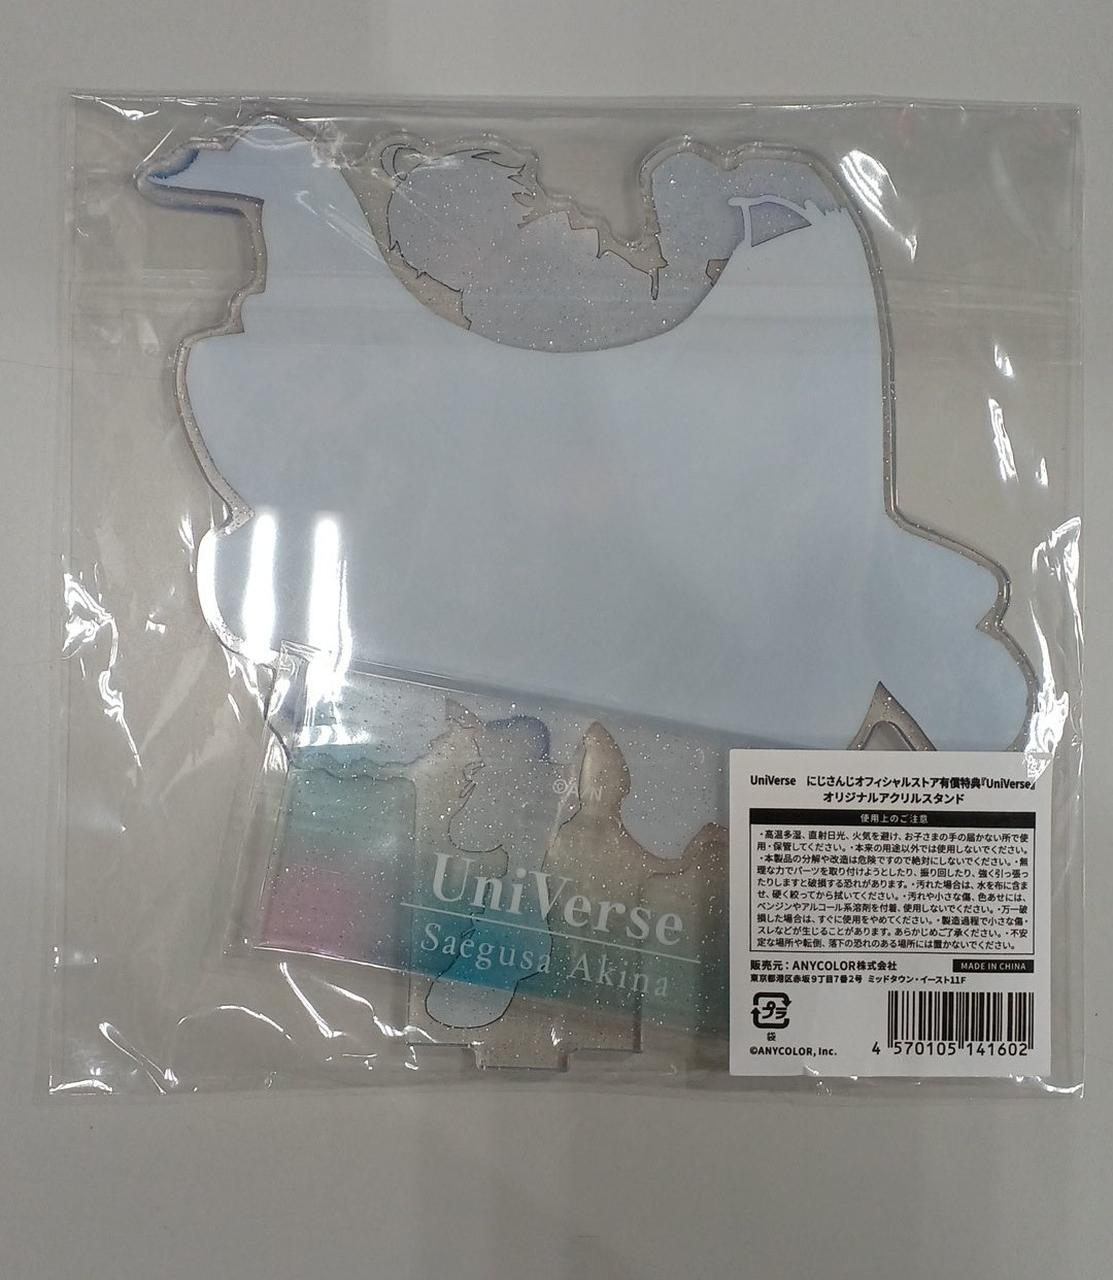 ©A/N
UniVerse
Saegusa Akina
UniVerse　にじさんじオフィシャルストア有償特典『UniVerse』
オリジナルアクリルスタンド
使用上のご注意
・高温多湿、直射日光、火気を避け、お子さまの手の届かない所で使
用・保管してください。・本来の用途以外では使用しないでください。
・本製品の分解や改造は危険ですので絶対にしないでください。・無
理な力でパーツを取り付けようとしたり、振り回したり、強く引っ張っ
たりしますと破損する恐れがあります。・汚れた場合は、水を布に含ま
せ、硬く絞ってから拭いてください。・汚れや小さな傷、色あせには、
ベンジンやアルコール系溶剤を付着、使用しないでください。・万一破
損した場合は、すぐに使用をやめてください。・製造過程で小さな傷・
スレなどが生じることがあります。あらかじめご了承ください。・不安
定な場所や転倒、落下の恐れのある場所には置かないでください。
販売元：ANYCOLOR株式会社 MADE IN CHINA
東京都港区赤坂9丁目7番2号 ミッドタウン・イースト11F
プラ
袋
©ANYCOLOR, Inc.
4 570105 141602